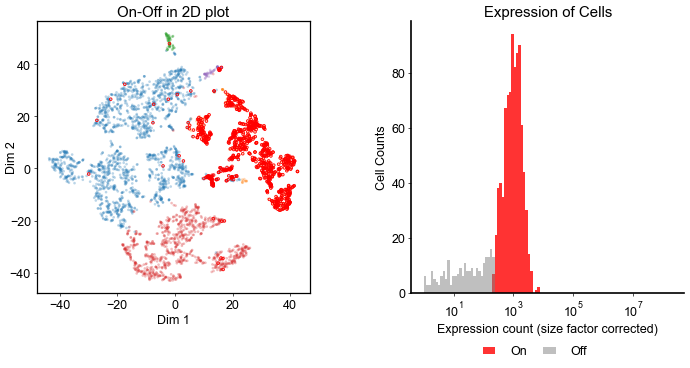 On-Off in 2D plot
40
20
0
−20
−40
−40
−20
0
20
40
Dim 1
Dim 2
Expression of Cells
80
60
40
20
0
10^1
10^3
10^5
10^7
Cell Counts
Expression count (size factor corrected)
On
Off